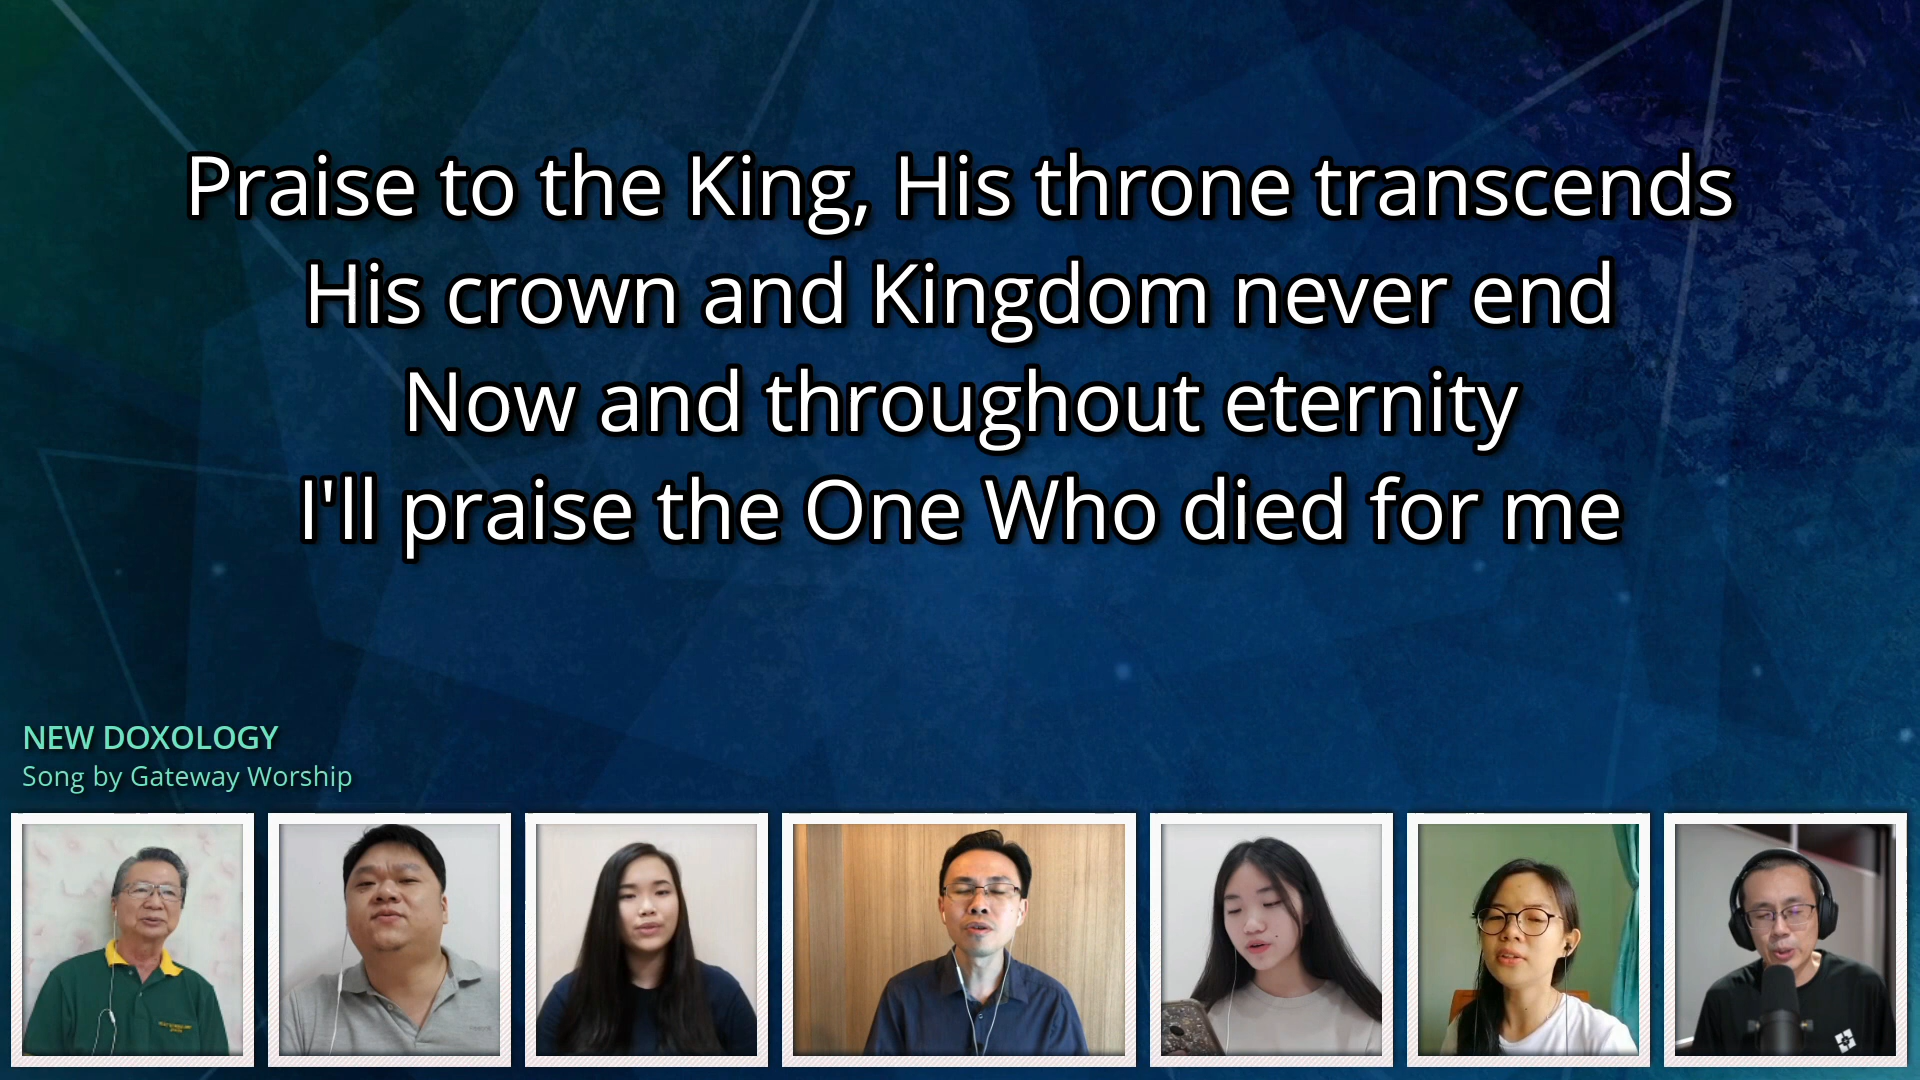 Praise to the King, His throne transcends
His crown and Kingdom never end
Now and throughout eternity
I'll praise the One Who died for me
NEW DOXOLOGY
Song by Gateway Worship